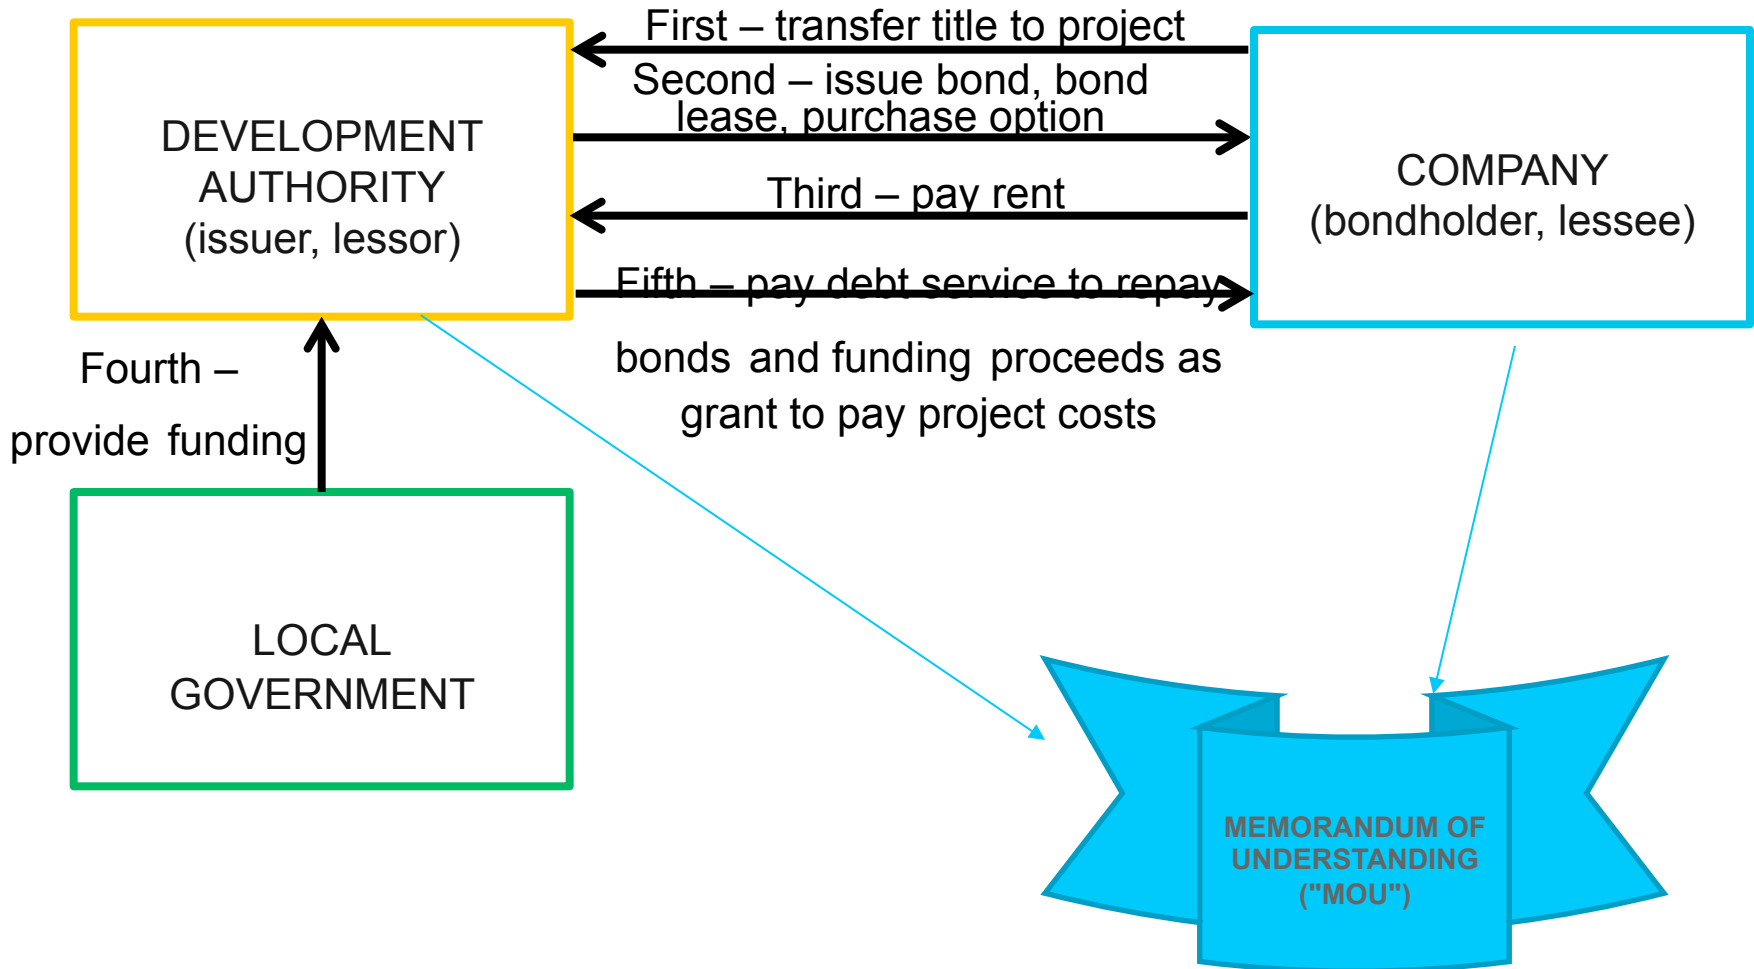 First – transfer title to project
Second – issue bond, bond
lease, purchase option
DEVELOPMENT
AUTHORITY
(issuer, lessor)
COMPANY
(bondholder, lessee)
Third – pay rent
Fifth – pay debt service to repay
bonds and funding proceeds as
grant to pay project costs
Fourth –
provide funding
LOCAL
GOVERNMENT
MEMORANDUM OF
UNDERSTANDING
("MOU")